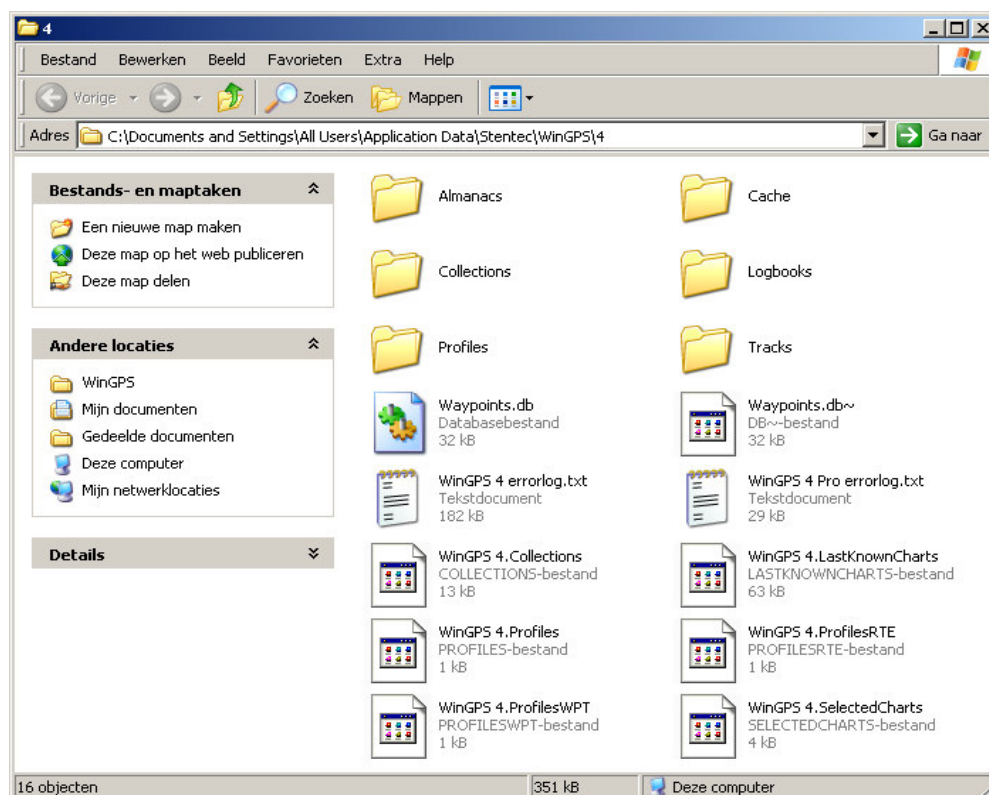 4
Bestand Bewerken Beeld Favorieten Extra Help
Vorige Zoeken Mappen
Adres C:\Documents and Settings\All Users\Application Data\Stentec\WinGPS\4 Ga naar
Bestands- en maptaken
Een nieuwe map maken
Deze map op het web publiceren
Deze map delen
Andere locaties
WinGPS
Mijn documenten
Gedeelde documenten
Deze computer
Mijn netwerklocaties
Details
Almanacs
Cache
Collections
Logbooks
Profiles
Tracks
Waypoints.db
Databasebestand
32 kB
Waypoints.db~
DB~-bestand
32 kB
WinGPS 4 errorlog.txt
Tekstdocument
182 kB
WinGPS 4 Pro errorlog.txt
Tekstdocument
29 kB
WinGPS 4.Collections
COLLECTIONS-bestand
13 kB
WinGPS 4.LastKnownCharts
LASTKNOWNCHARTS-bestand
63 kB
WinGPS 4.Profiles
PROFILES-bestand
1 kB
WinGPS 4.ProfilesRTE
PROFILESRTE-bestand
1 kB
WinGPS 4.ProfilesWPT
PROFILESWPT-bestand
1 kB
WinGPS 4.SelectedCharts
SELECTEDCHARTS-bestand
4 kB
16 objecten 351 kB Deze computer